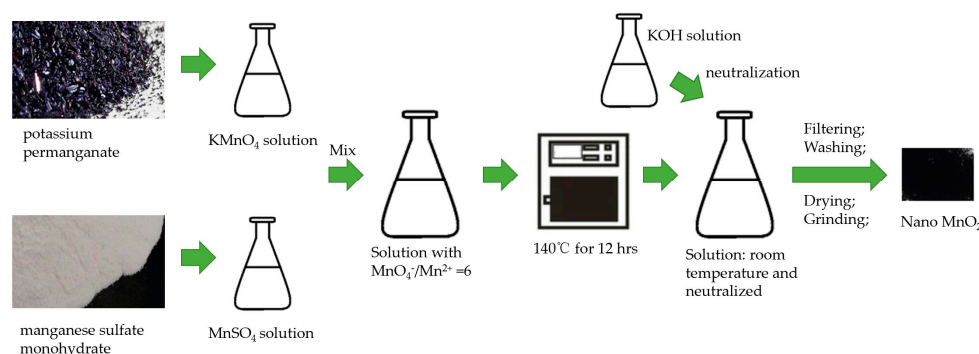 potassium
permanganate
KMnO₄ solution
manganese sulfate
monohydrate
MnSO₄ solution
Mix
Solution with
MnO₄⁻/Mn²⁺ =6
140℃ for 12 hrs
KOH solution
neutralization
Solution: room
temperature and
neutralized
Filtering;
Washing;
Drying;
Grinding;
Nano MnO₂